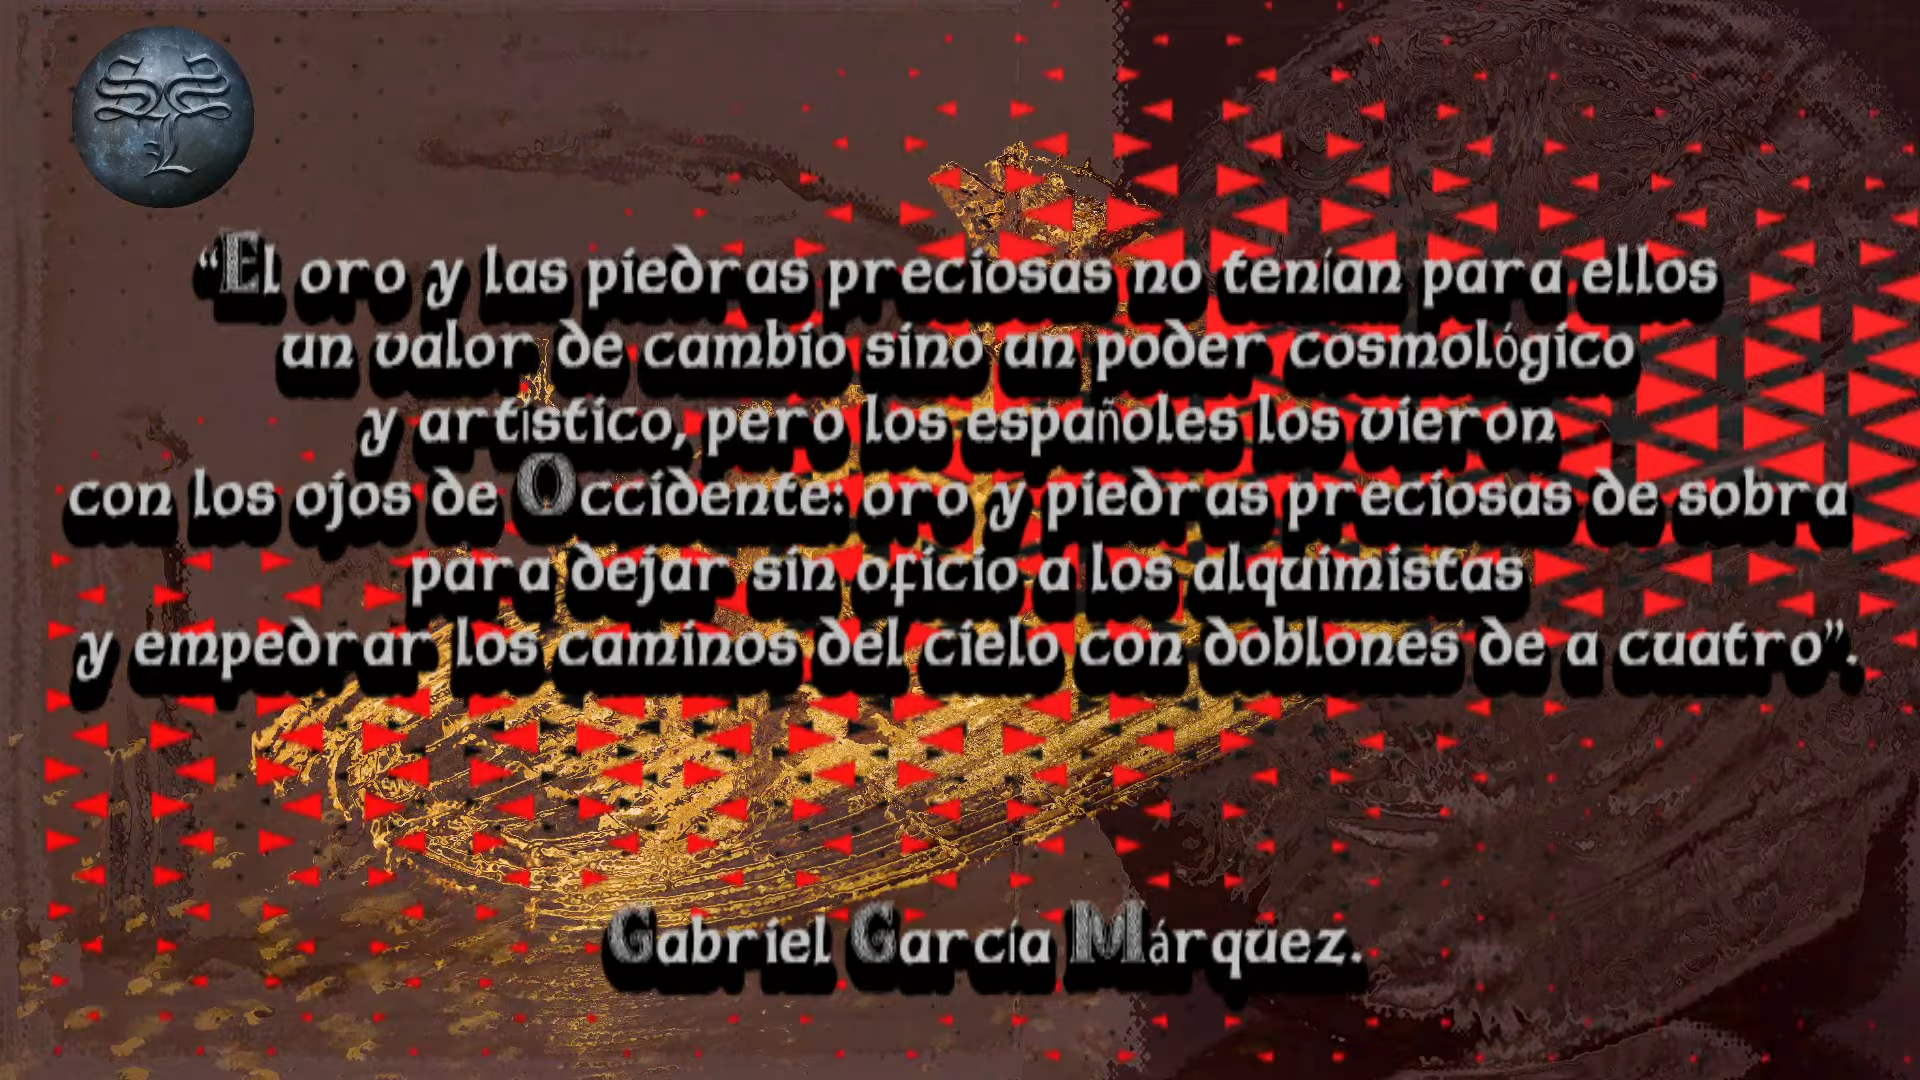 “El oro y las piedras preciosas no tenían para ellos
un valor de cambio sino un poder cosmológico
y artístico, pero los españoles los vieron
con los ojos de Occidente: oro y piedras preciosas de sobra
para dejar sin oficio a los alquimistas
y empedrar los caminos del cielo con doblones de a cuatro”.
Gabriel García Márquez.